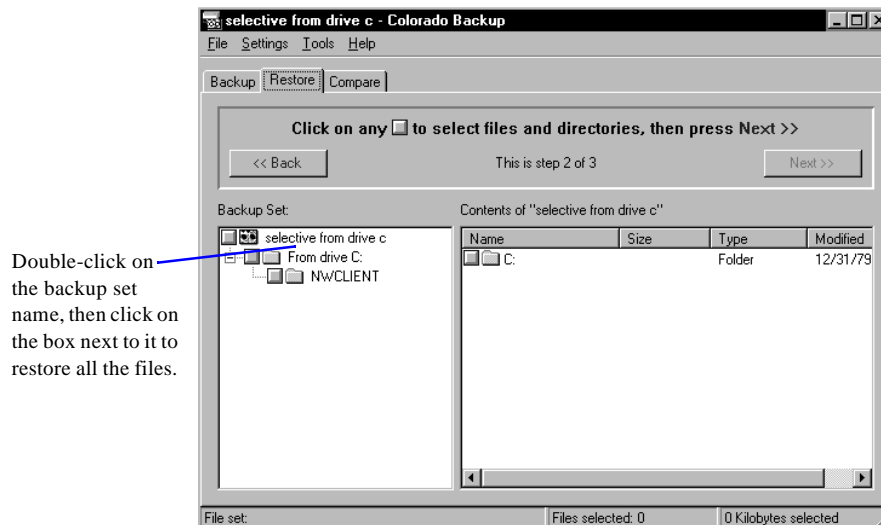 selective from drive c - Colorado Backup
File Settings Tools Help
Backup Restore Compare
Click on any to select files and directories, then press Next >>
<< Back This is step 2 of 3 Next >>
Backup Set: Contents of "selective from drive c"
selective from drive c
From drive C:
NWCLIENT
Name Size Type Modified
C: Folder 12/31/79
Double-click on
the backup set
name, then click on
the box next to it to
restore all the files.
File set: Files selected: 0 0 Kilobytes selected